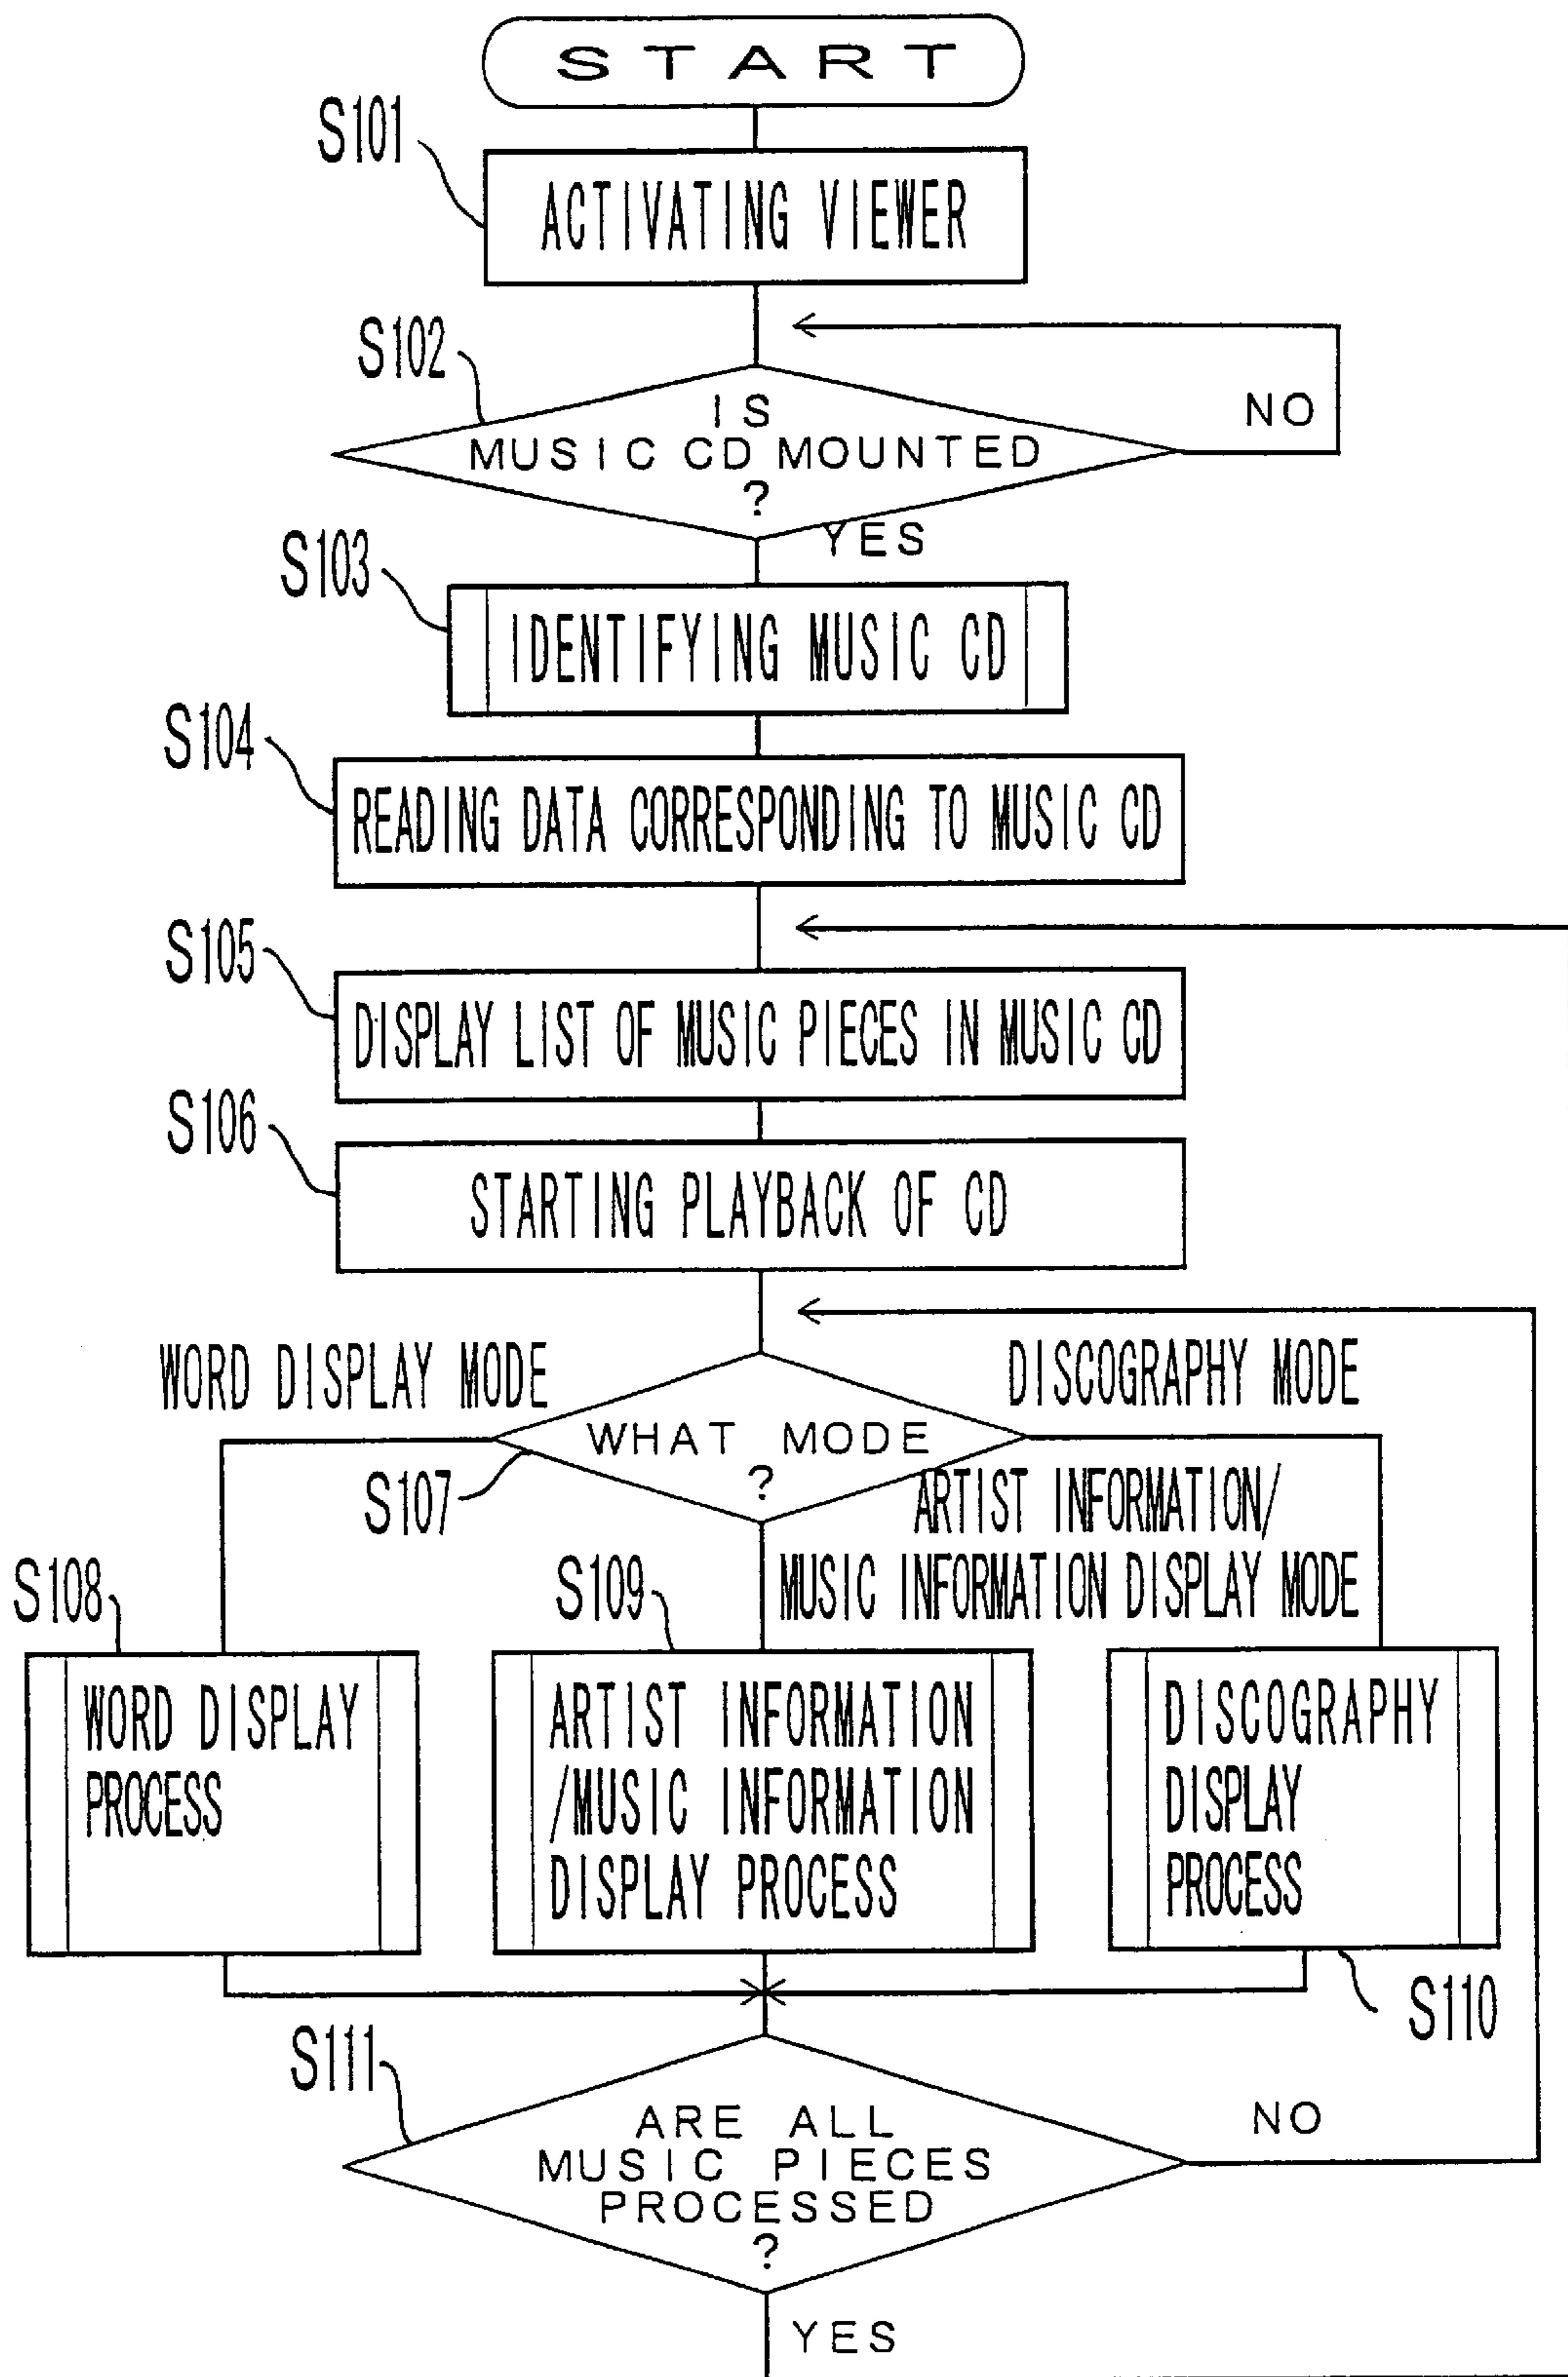 START
S101
ACTIVATING VIEWER
S102
IS
MUSIC CD MOUNTED
?
NO
YES
S103
IDENTIFYING MUSIC CD
S104
READING DATA CORRESPONDING TO MUSIC CD
S105
DISPLAY LIST OF MUSIC PIECES IN MUSIC CD
S106
STARTING PLAYBACK OF CD
WORD DISPLAY MODE
DISCOGRAPHY MODE
WHAT MODE
?
S107
ARTIST INFORMATION/
MUSIC INFORMATION DISPLAY MODE
S108
WORD DISPLAY
PROCESS
S109
ARTIST INFORMATION
/MUSIC INFORMATION
DISPLAY PROCESS
DISCOGRAPHY
DISPLAY
PROCESS
S110
S111
ARE ALL
MUSIC PIECES
PROCESSED
?
NO
YES